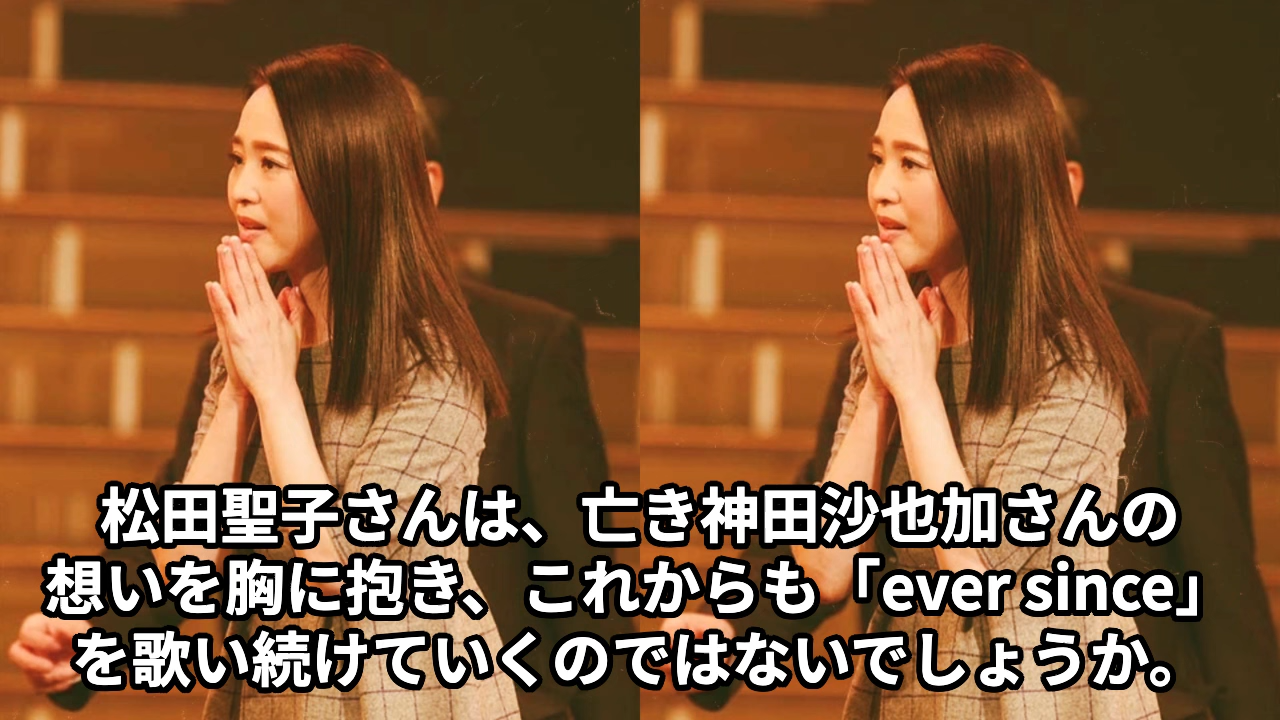 松田聖子さんは、亡き神田沙也加さんの
想いを胸に抱き、これからも「ever since」
を歌い続けていくのではないでしょうか。